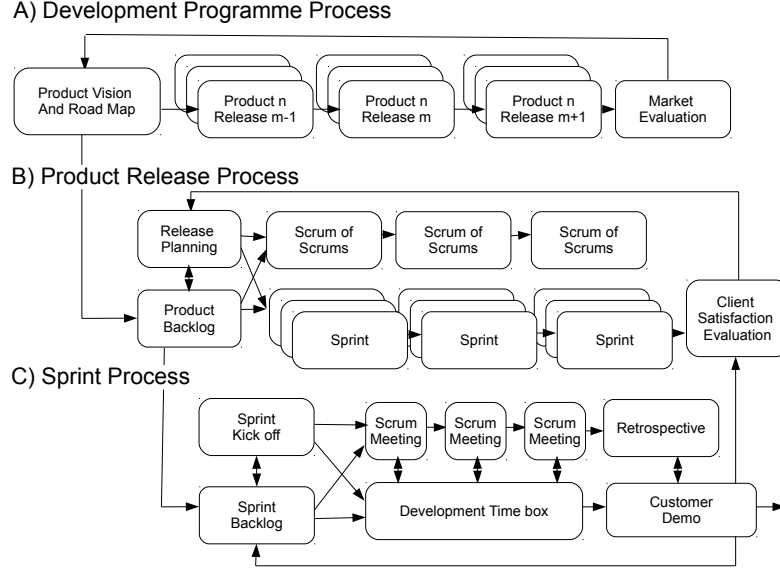 A) Development Programme Process
Product Vision
And Road Map
Product n
Release m-1
Product n
Release m
Product n
Release m+1
Market
Evaluation
B) Product Release Process
Release
Planning
Scrum of
Scrums
Scrum of
Scrums
Scrum of
Scrums
Product
Backlog
Sprint
Sprint
Sprint
Client
Satisfaction
Evaluation
C) Sprint Process
Sprint
Kick off
Scrum
Meeting
Scrum
Meeting
Scrum
Meeting
Retrospective
Sprint
Backlog
Development Time box
Customer
Demo